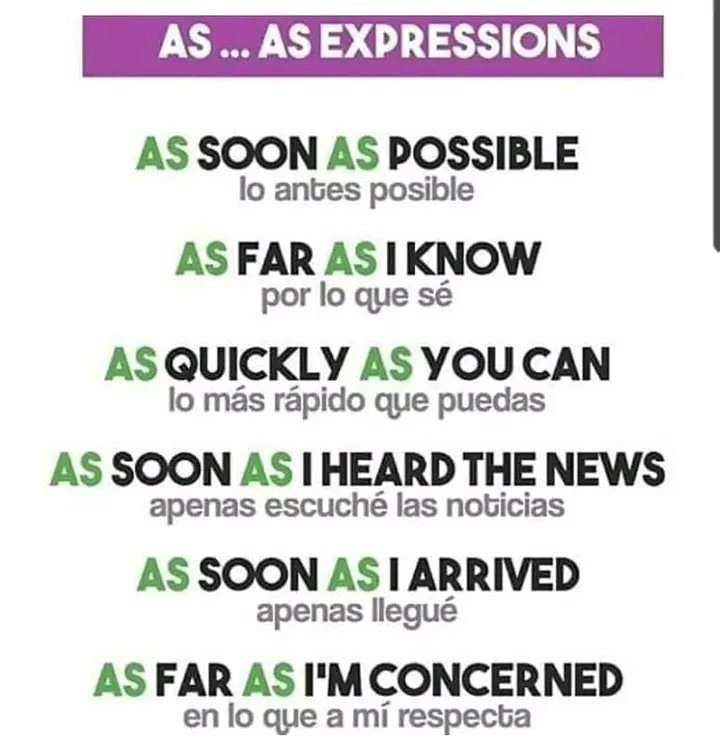 AS ... AS EXPRESSIONS
AS SOON AS POSSIBLE
lo antes posible
AS FAR AS I KNOW
por lo que sé
AS QUICKLY AS YOU CAN
lo más rápido que puedas
AS SOON AS I HEARD THE NEWS
apenas escuché las noticias
AS SOON AS I ARRIVED
apenas llegué
AS FAR AS I'M CONCERNED
en lo que a mí respecta